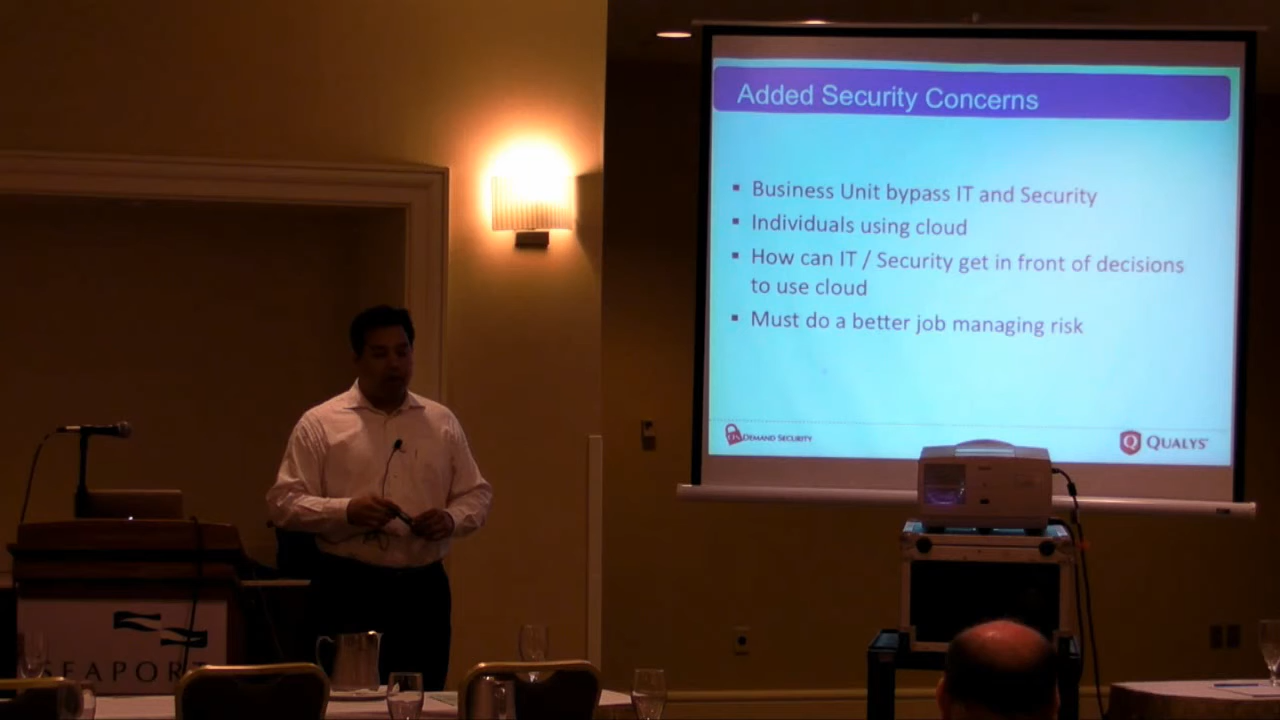 Added Security Concerns
Business Unit bypass IT and Security
Individuals using cloud
How can IT / Security get in front of decisions
to use cloud
Must do a better job managing risk
DEMAND SECURITY
QUALYS
SEAPORT